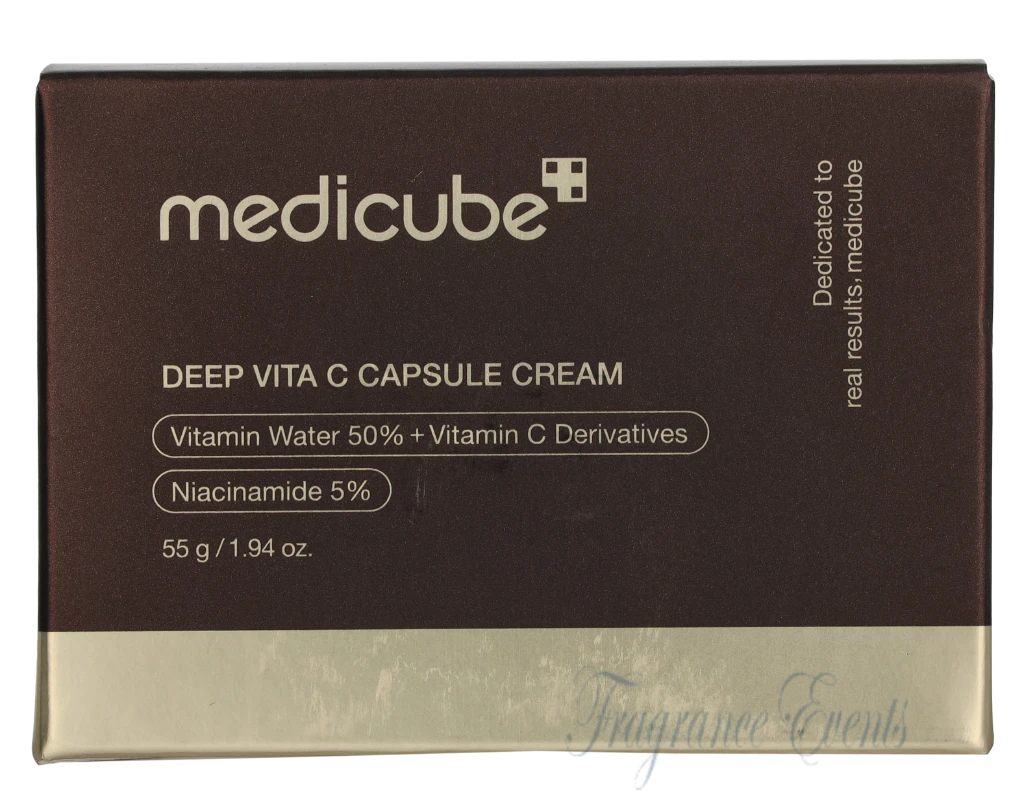 medicube
DEEP VITA C CAPSULE CREAM
Vitamin Water 50% + Vitamin C Derivatives
Niacinamide 5%
55 g / 1.94 oz.
Dedicated to
real results, medicube
Fragrance Events